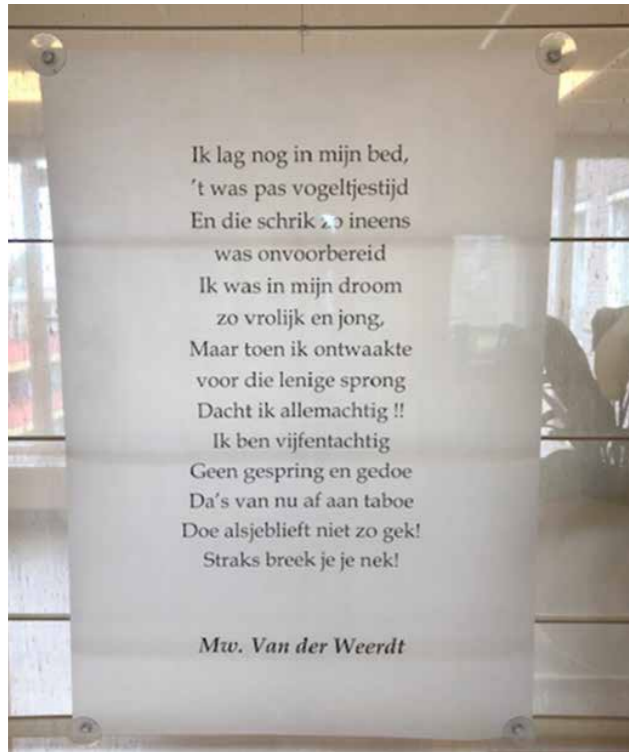 Ik lag nog in mijn bed,
't was pas vogeltjestijd
En die schrik zo ineens
was onvoorbereid
Ik was in mijn droom
zo vrolijk en jong,
Maar toen ik ontwaakte
voor die lenige sprong
Dacht ik allemachtig !!
Ik ben vijfentachtig
Geen gespring en gedoe
Da's van nu af aan taboe
Doe alsjeblieft niet zo gek!
Straks breek je je nek!
Mw. Van der Weerdt